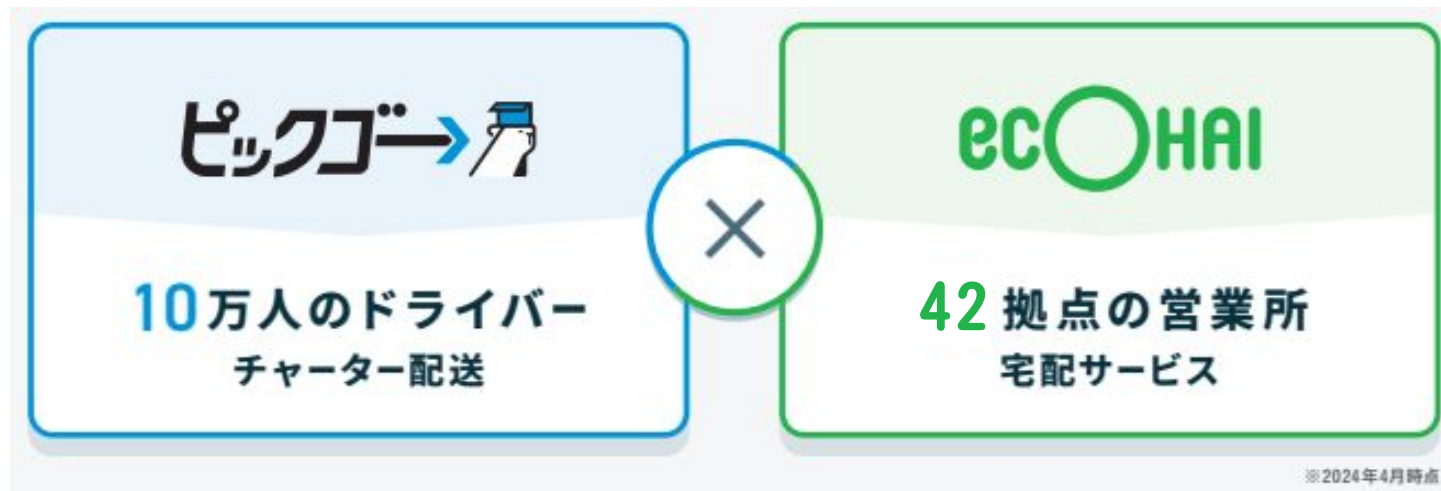 ピックゴー
10万人のドライバー
チャーター配送
×
ecOHAI
42拠点の営業所
宅配サービス
※2024年4月時点